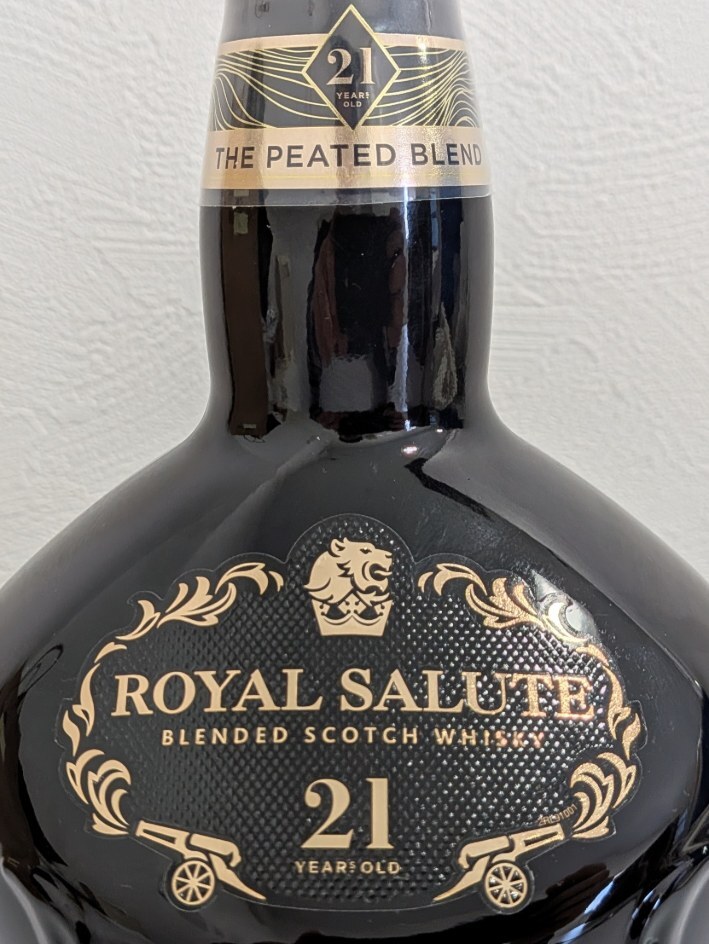 21
YEARS
OLD
THE PEATED BLEND
ROYAL SALUTE
BLENDED SCOTCH WHISKY
21
YEARS OLD